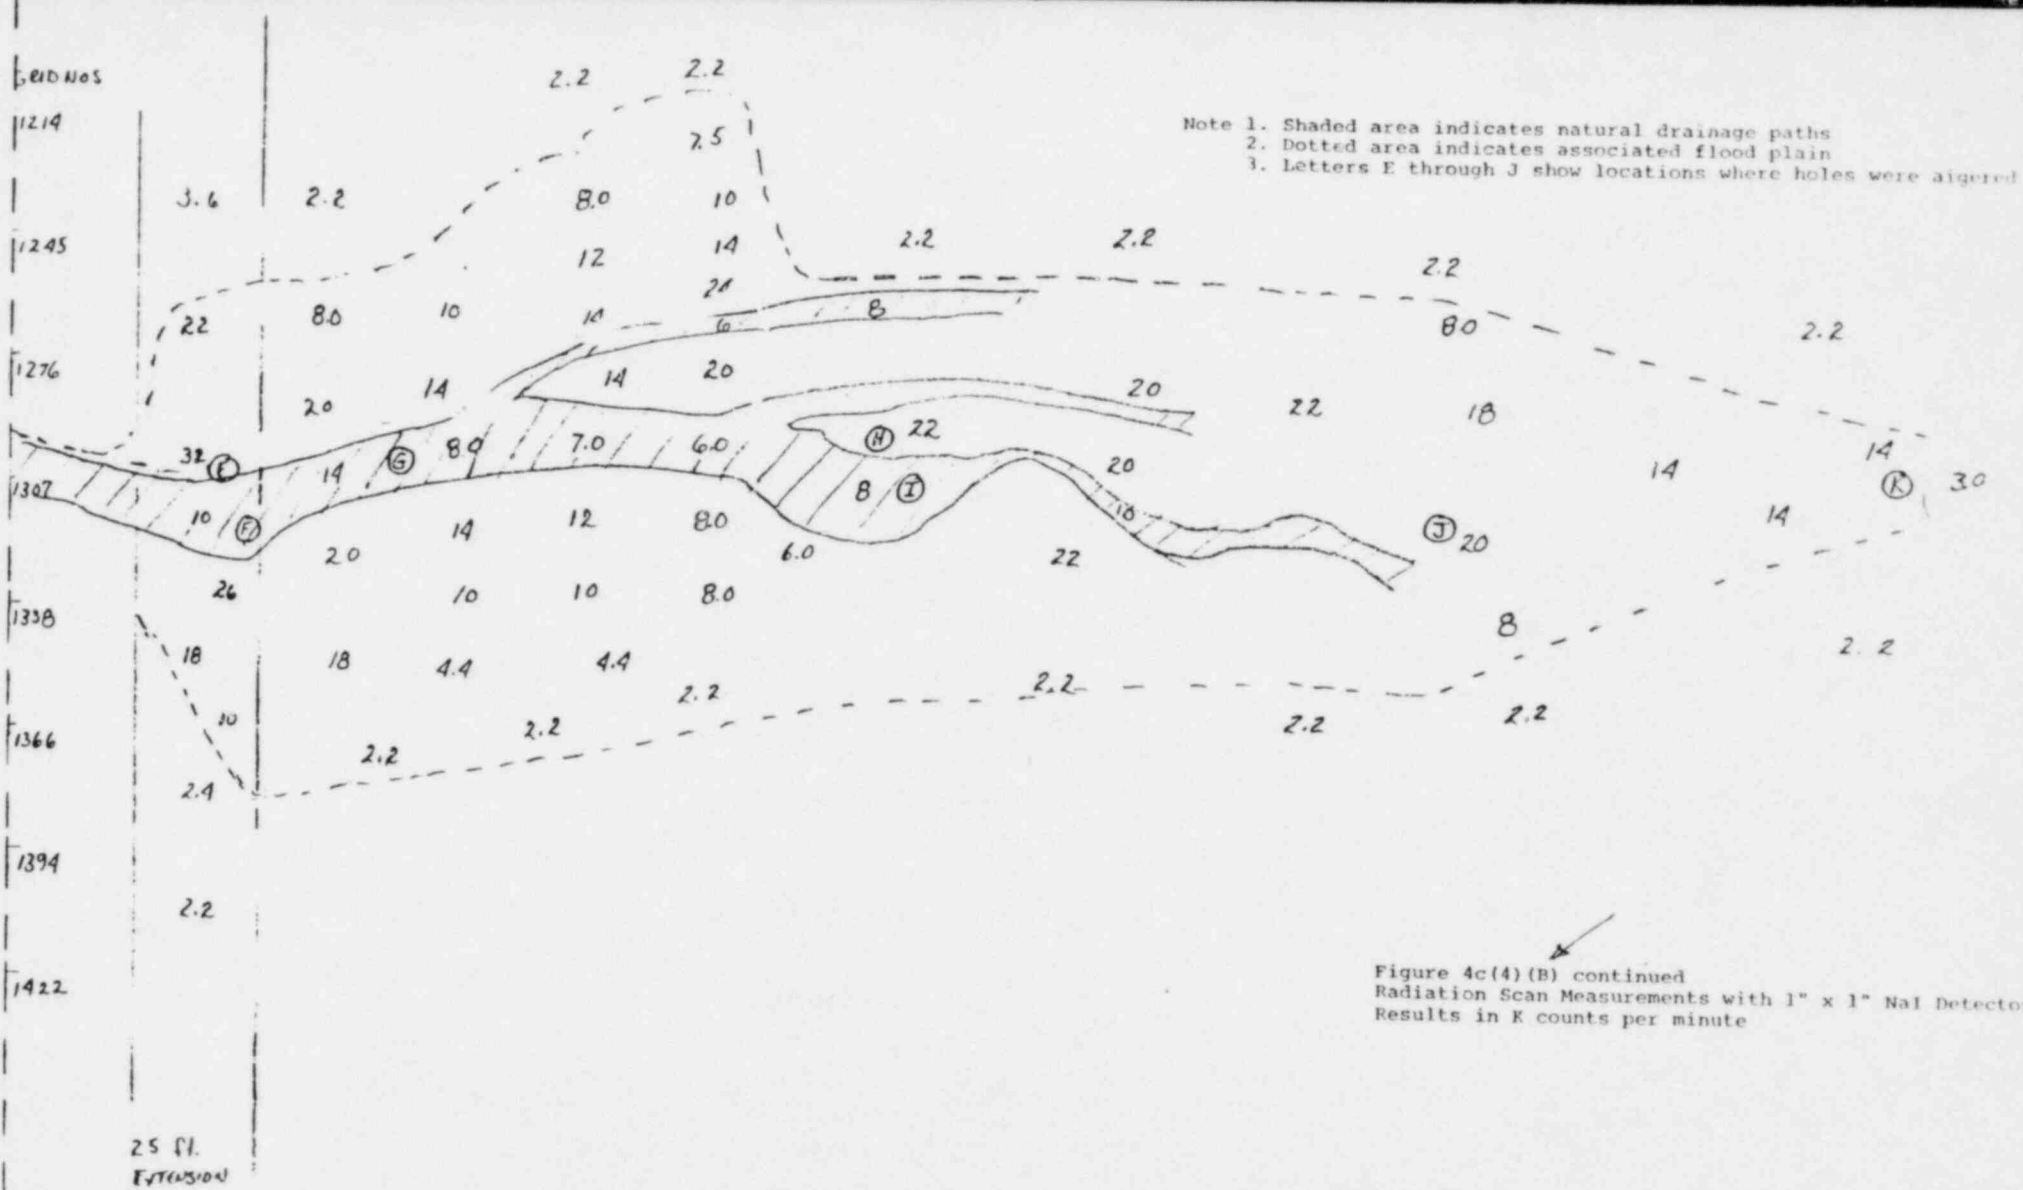 GRID NOS
2.2 2.2
1214
Note 1. Shaded area indicates natural drainage paths
2. Dotted area indicates associated flood plain
3. Letters E through J show locations where holes were aigered
7.5
3.6 2.2 8.0 10
1245 12 14 2.2 2.2
2.2
22 8.0 10 6 8 8.0 2.2
1276 20 14 14 20 20 22 18
32 E 14 G 8.0 7.0 6.0 H 22 20 14 14 K 30
1307 10 F 8 I 10
20 14 12 8.0 6.0 22 J 20 14
26 10 10 8.0
1338 8
18 18 4.4 4.4 2.2 2.2 2.2
10 2.2 2.2 2.2 2.2
1366
2.4
1394
2.2
1422
Figure 4c(4)(B) continued
Radiation Scan Measurements with 1" x 1" NaI Detecto
Results in K counts per minute
25 ft.
EXTENSION